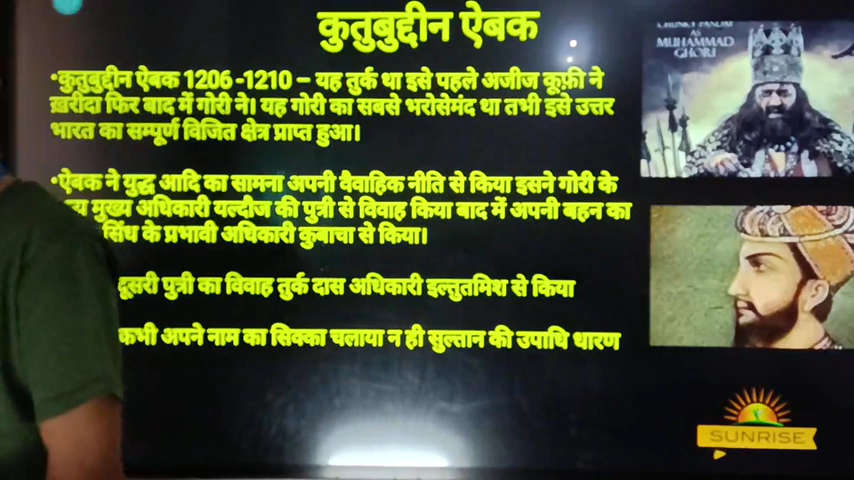 कुतुबुद्दीन ऐबक
•कुतुबुद्दीन ऐबक 1206 -1210 – यह तुर्क था इसे पहले अजीज कूफ़ी ने
ख़रीदा फिर बाद में गोरी ने। यह गोरी का सबसे भरोसेमंद था तभी इसे उत्तर
भारत का सम्पूर्ण विजित क्षेत्र प्राप्त हुआ।
•ऐबक ने युद्ध आदि का सामना अपनी वैवाहिक नीति से किया इसने गोरी के
मुख्य अधिकारी यल्दौज की पुत्री से विवाह किया बाद में अपनी बहन का
सिंध के प्रभावी अधिकारी कुबाचा से किया।
दूसरी पुत्री का विवाह तुर्क दास अधिकारी इल्तुतमिश से किया
कभी अपने नाम का सिक्का चलाया न ही सुल्तान की उपाधि धारण
CHUNKY PANDAY
AS
MUHAMMAD
GHORI
SUNRISE